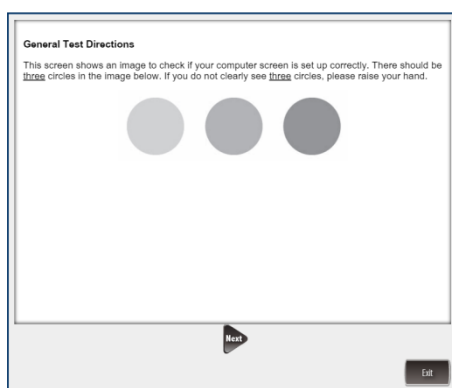 General Test Directions
This screen shows an image to check if your computer screen is set up correctly. There should be
three circles in the image below. If you do not clearly see three circles, please raise your hand.
Next
Exit